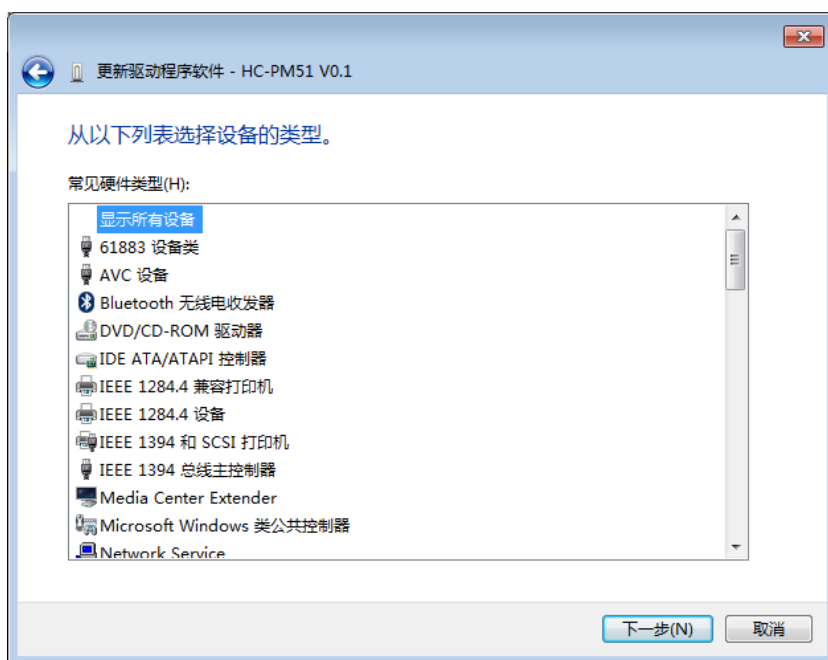 更新驱动程序软件 - HC-PM51 V0.1
从以下列表选择设备的类型。
常见硬件类型(H):
显示所有设备
61883 设备类
AVC 设备
Bluetooth 无线电收发器
DVD/CD-ROM 驱动器
IDE ATA/ATAPI 控制器
IEEE 1284.4 兼容打印机
IEEE 1284.4 设备
IEEE 1394 和 SCSI 打印机
IEEE 1394 总线主控制器
Media Center Extender
Microsoft Windows 类公共控制器
Network Service
下一步(N)
取消